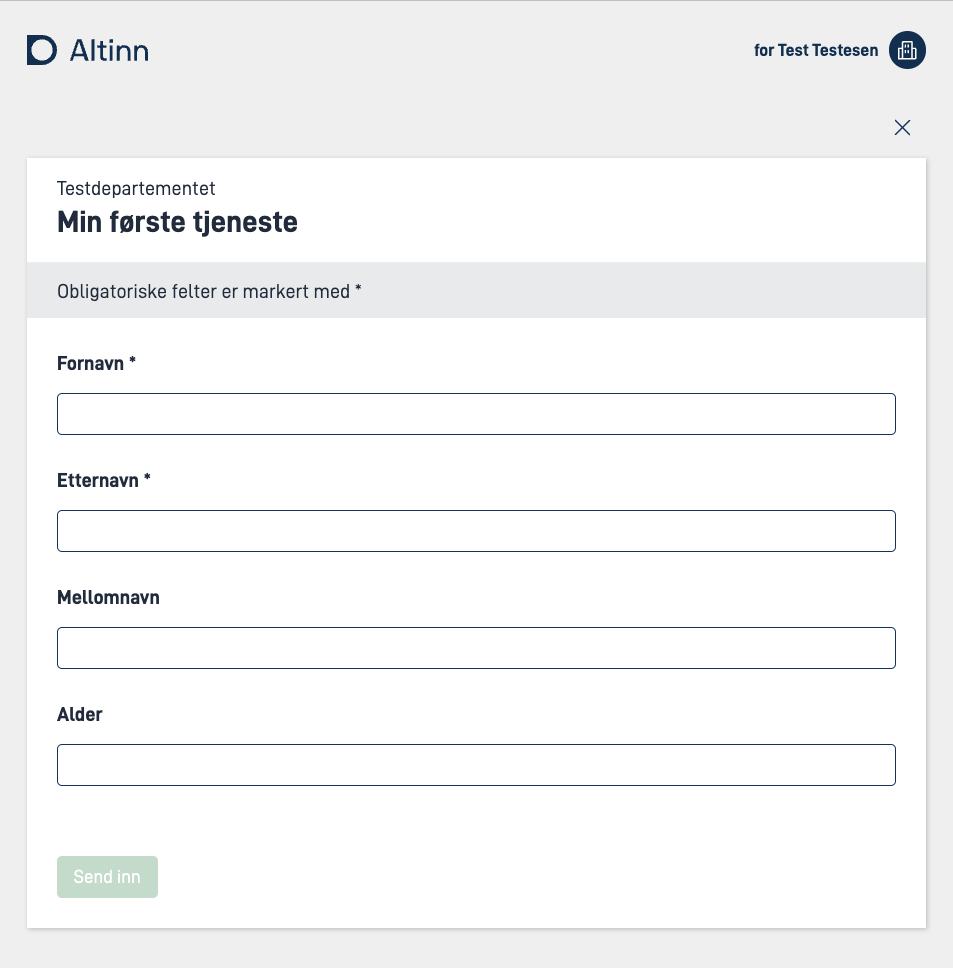 Altinn
for Test Testesen
Testdepartementet
Min første tjeneste
Obligatoriske felter er markert med *
Fornavn *
Etternavn *
Mellomnavn
Alder
Send inn